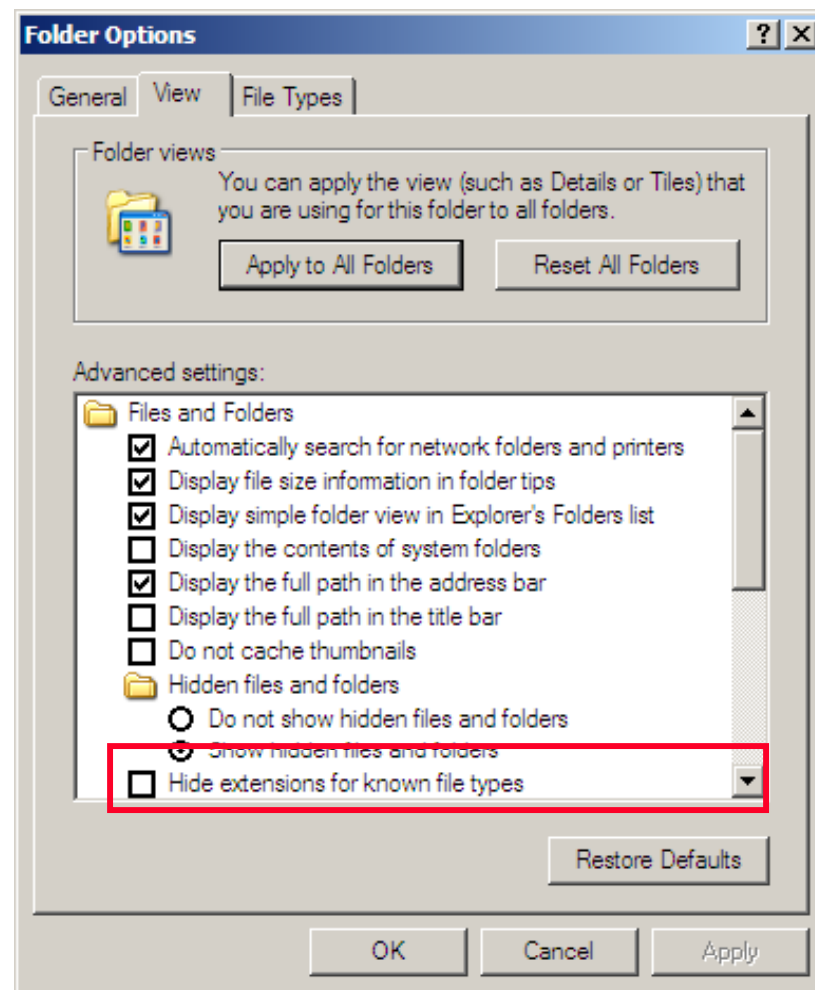 Folder Options
General View File Types
Folder views
You can apply the view (such as Details or Tiles) that
you are using for this folder to all folders.
Apply to All Folders Reset All Folders
Advanced settings:
Files and Folders
Automatically search for network folders and printers
Display file size information in folder tips
Display simple folder view in Explorer's Folders list
Display the contents of system folders
Display the full path in the address bar
Display the full path in the title bar
Do not cache thumbnails
Hidden files and folders
Do not show hidden files and folders
Show hidden files and folders
Hide extensions for known file types
Restore Defaults
OK Cancel Apply